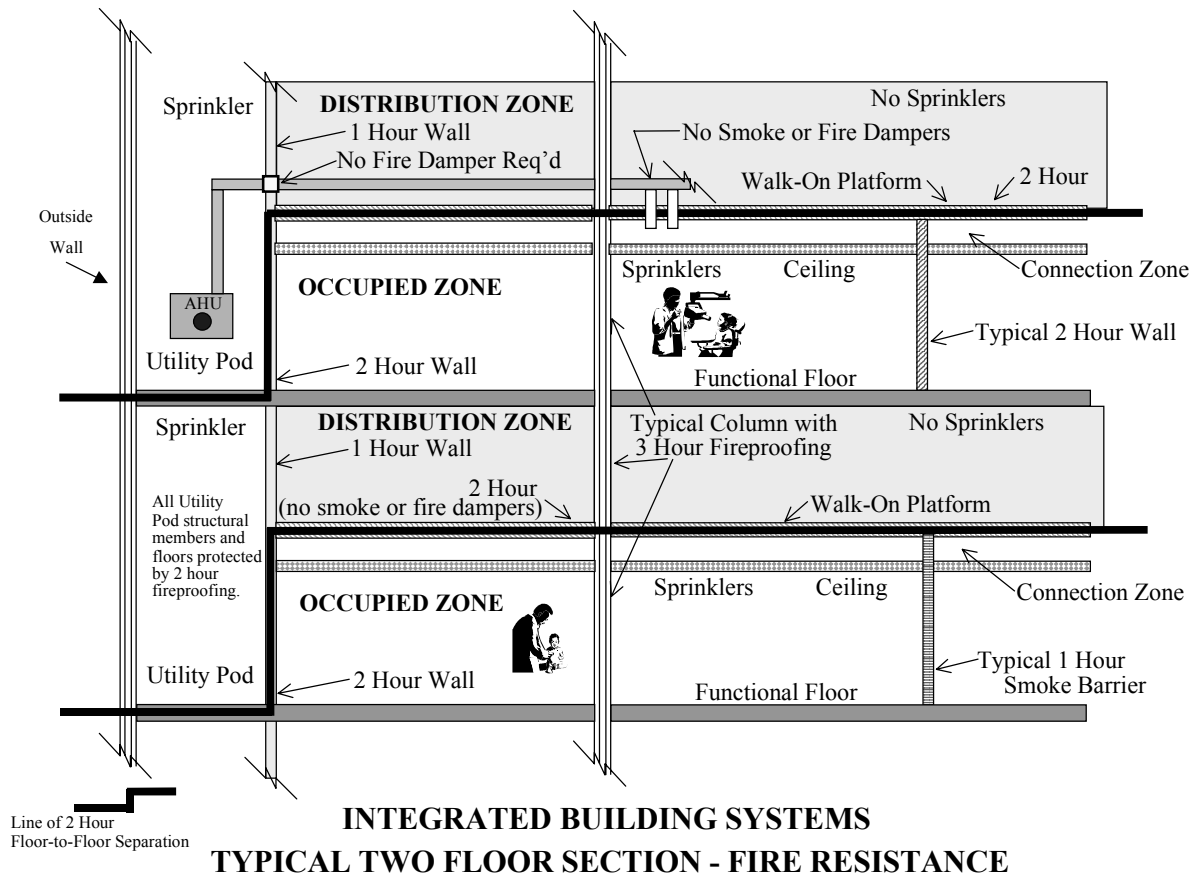 Sprinkler
DISTRIBUTION ZONE
No Sprinklers
1 Hour Wall
No Smoke or Fire Dampers
No Fire Damper Req'd
Walk-On Platform
2 Hour
Outside
Wall
Connection Zone
Sprinklers
Ceiling
OCCUPIED ZONE
AHU
Typical 2 Hour Wall
Utility Pod
2 Hour Wall
Functional Floor
Sprinkler
DISTRIBUTION ZONE
Typical Column with
3 Hour Fireproofing
No Sprinklers
1 Hour Wall
2 Hour
(no smoke or fire dampers)
Walk-On Platform
All Utility
Pod structural
members and
floors protected
by 2 hour
fireproofing.
Sprinklers
Ceiling
Connection Zone
OCCUPIED ZONE
Utility Pod
2 Hour Wall
Typical 1 Hour
Smoke Barrier
Functional Floor
Line of 2 Hour
Floor-to-Floor Separation
INTEGRATED BUILDING SYSTEMS
TYPICAL TWO FLOOR SECTION - FIRE RESISTANCE